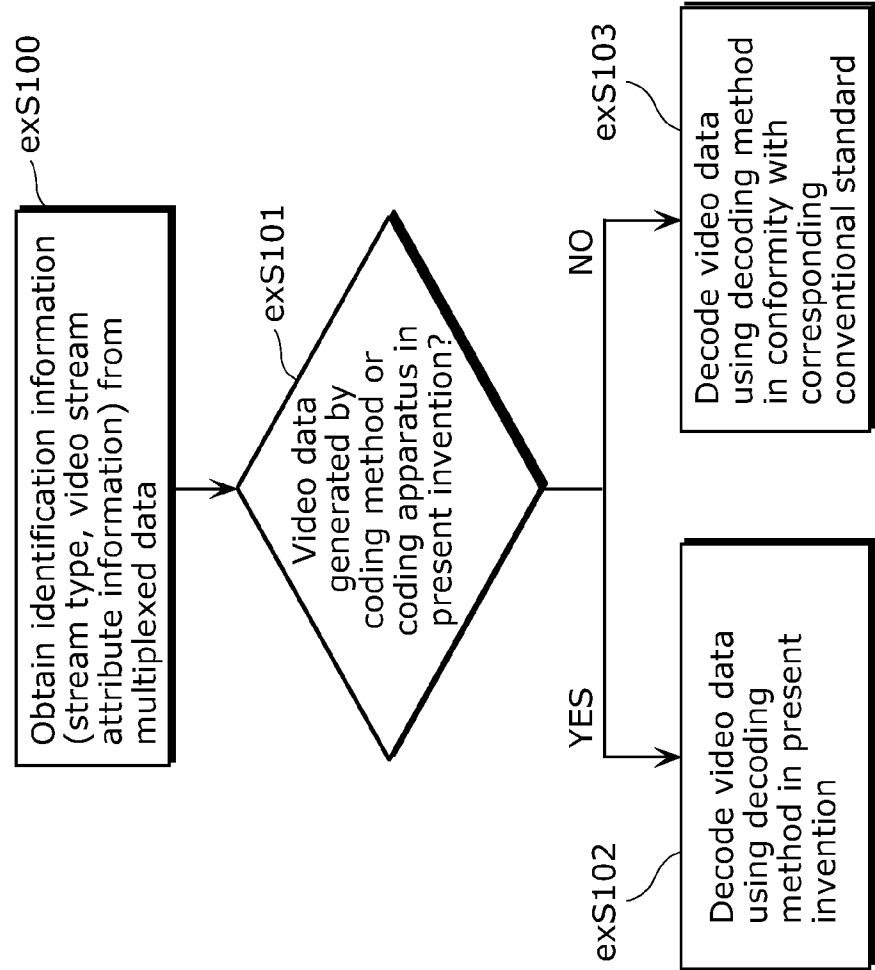 exS100
Obtain identification information
(stream type, video stream
attribute information) from
multiplexed data
exS101
Video data
generated by
coding method or
coding apparatus in
present invention?
YES
NO
exS102
Decode video data
using decoding
method in present
invention
exS103
Decode video data
using decoding method
in conformity with
corresponding
conventional standard